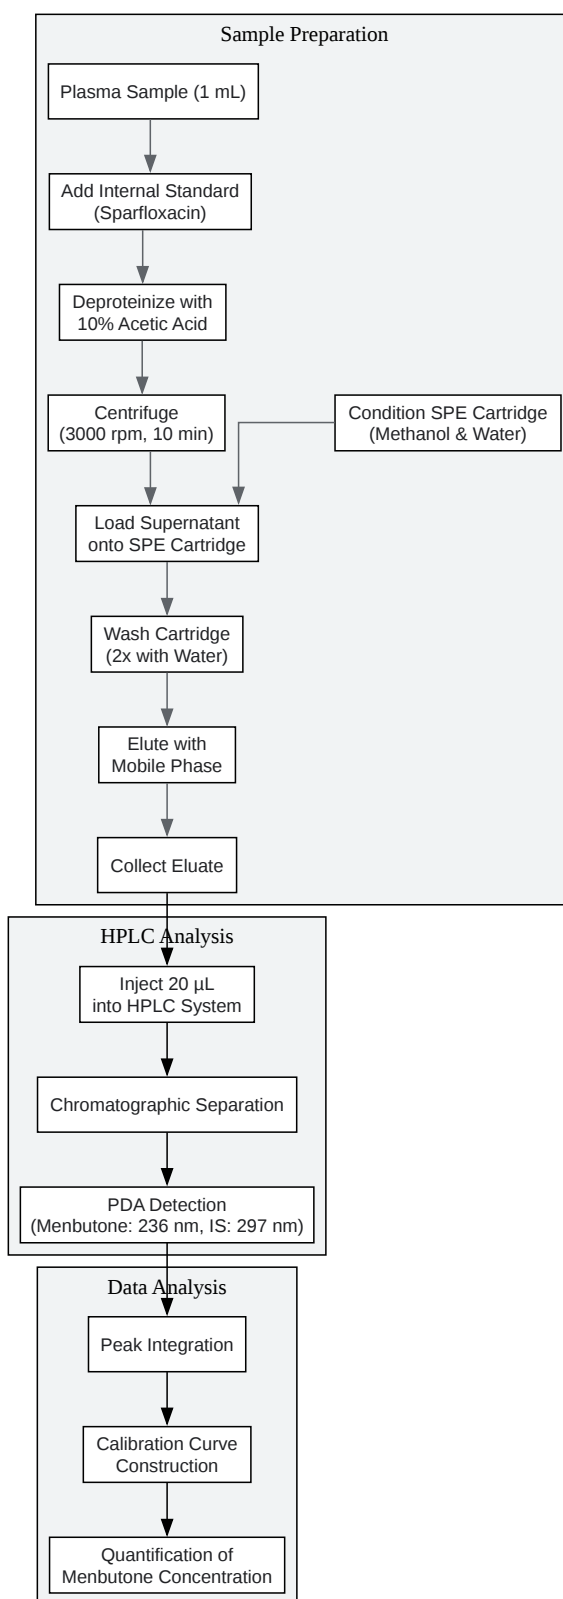 Sample Preparation
Plasma Sample (1 mL)
Add Internal Standard
(Sparfloxacin)
Deproteinize with
10% Acetic Acid
Centrifuge
(3000 rpm, 10 min)
Condition SPE Cartridge
(Methanol & Water)
Load Supernatant
onto SPE Cartridge
Wash Cartridge
(2x with Water)
Elute with
Mobile Phase
Collect Eluate
HPLC Analysis
Inject 20 µL
into HPLC System
Chromatographic Separation
PDA Detection
(Menbutone: 236 nm, IS: 297 nm)
Data Analysis
Peak Integration
Calibration Curve
Construction
Quantification of
Menbutone Concentration